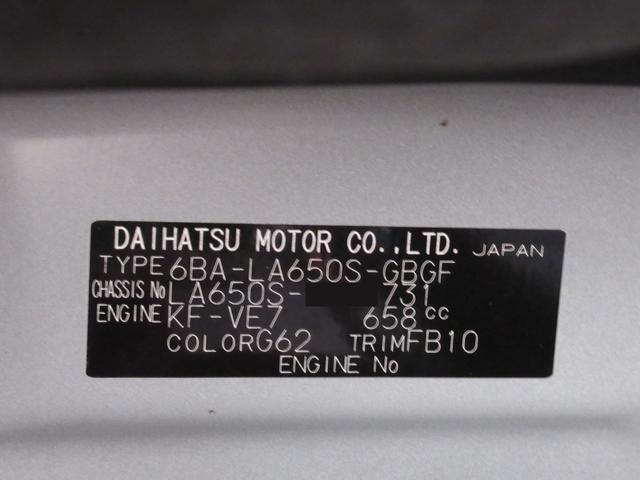 DAIHATSU MOTOR CO.,LTD. JAPAN
TYPE 6BA-LA650S-GBGF
CHASSIS No LA650S- 731
ENGINE KF-VE7 658cc
COLOR G62 TRIM FB10
ENGINE No